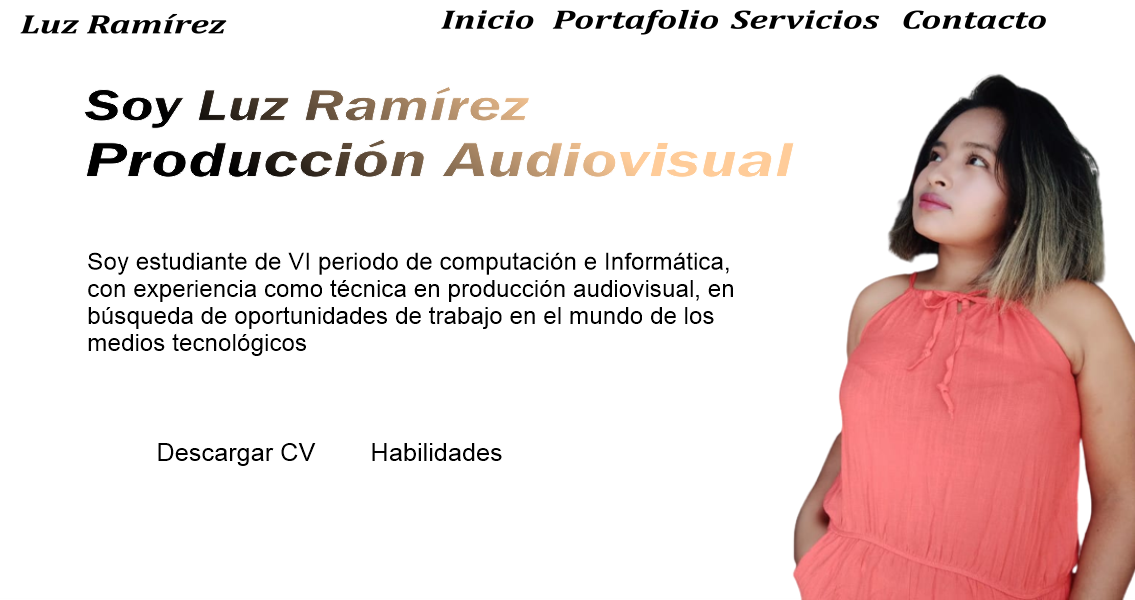 Luz Ramírez
Inicio Portafolio Servicios Contacto
Soy Luz Ramírez
Producción Audiovisual
Soy estudiante de VI periodo de computación e Informática,
con experiencia como técnica en producción audiovisual, en
búsqueda de oportunidades de trabajo en el mundo de los
medios tecnológicos
Descargar CV Habilidades